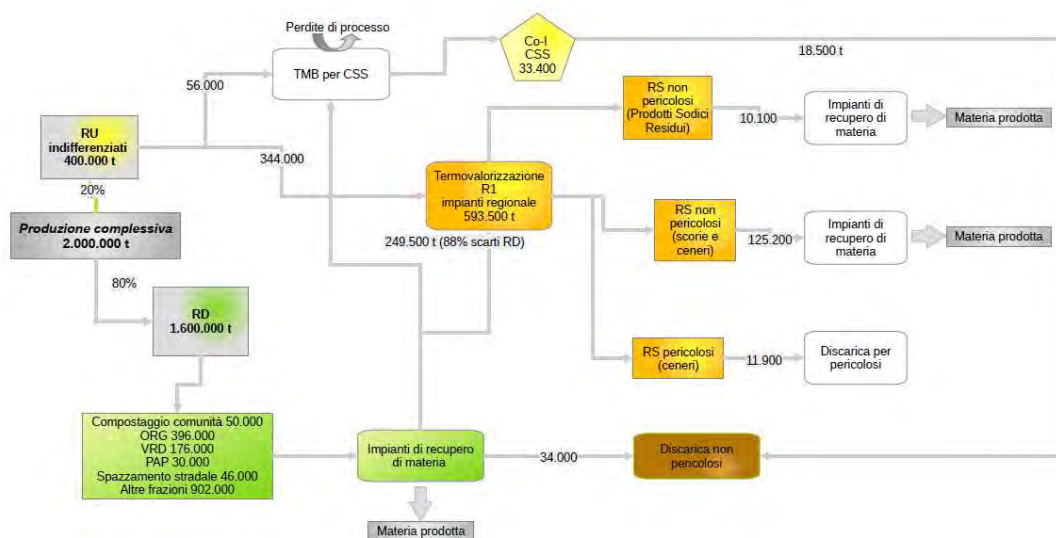 Perdite di processo
TMB per CSS
Co-I
CSS
33.400
18.500 t
56.000
RU
indifferenziati
400.000 t
344.000
RS non
pericolosi
(Prodotti Sodici
Residui)
10.100
Impianti di
recupero di
materia
Materia prodotta
20%
Termovalorizzazione
R1
impianti regionale
593.500 t
Produzione complessiva
2.000.000 t
249.500 t (88% scarti RD)
RS non
pericolosi
(scorie e
ceneri)
125.200
Impianti di
recupero di
materia
Materia prodotta
80%
RD
1.600.000 t
RS pericolosi
(ceneri)
11.900
Discarica per
pericolosi
Compostaggio comunità 50.000
ORG 396.000
VRD 176.000
PAP 30.000
Spazzamento stradale 46.000
Altre frazioni 902.000
Impianti di recupero
di materia
34.000
Discarica non
pericolosi
Materia prodotta